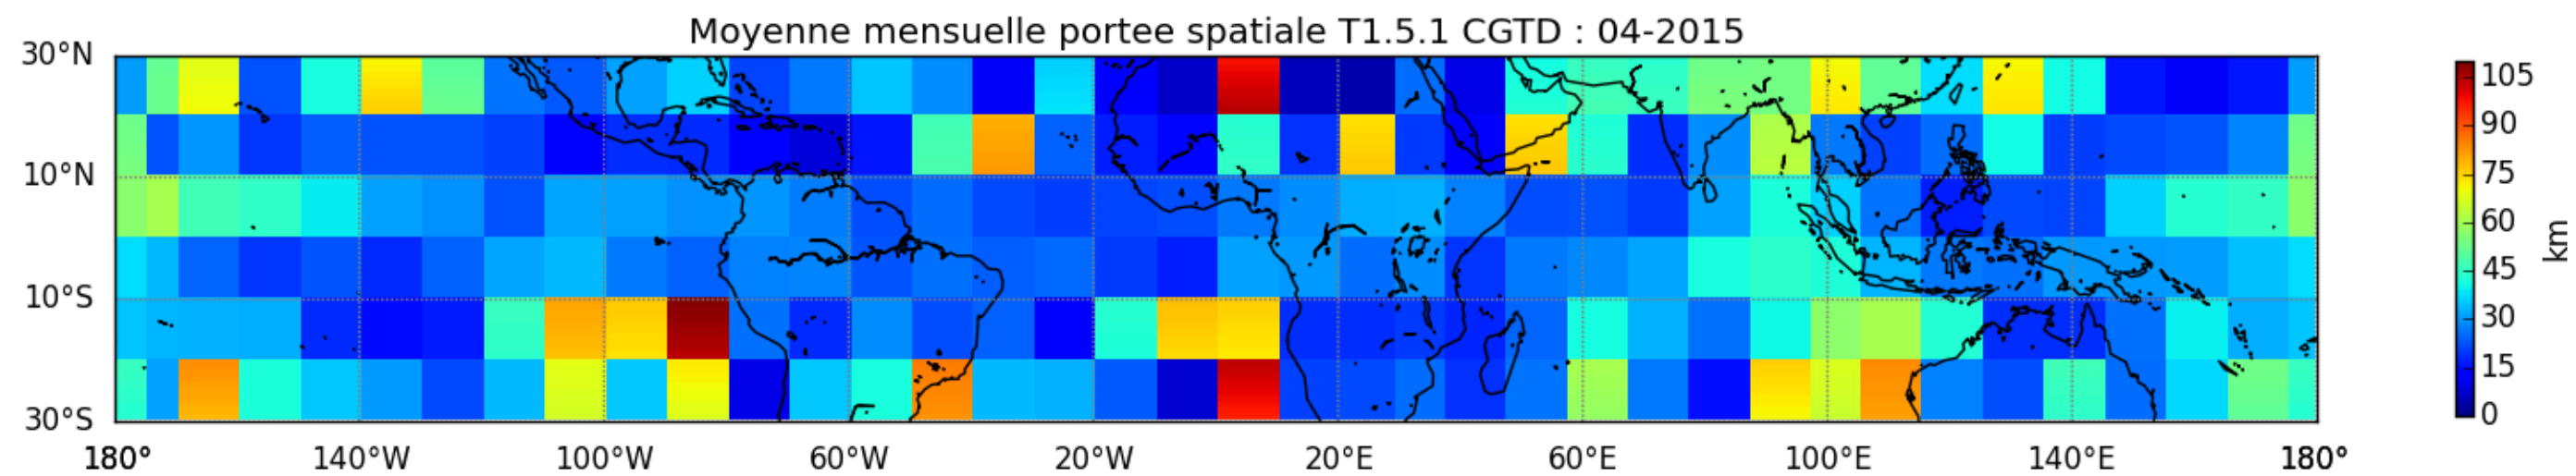 Moyenne mensuelle portee spatiale T1.5.1 CGTD : 04-2015
30°N
10°N
10°S
30°S
180° 140°W 100°W 60°W 20°W 20°E 60°E 100°E 140°E 180°
105
90
75
60
45
30
15
0
km